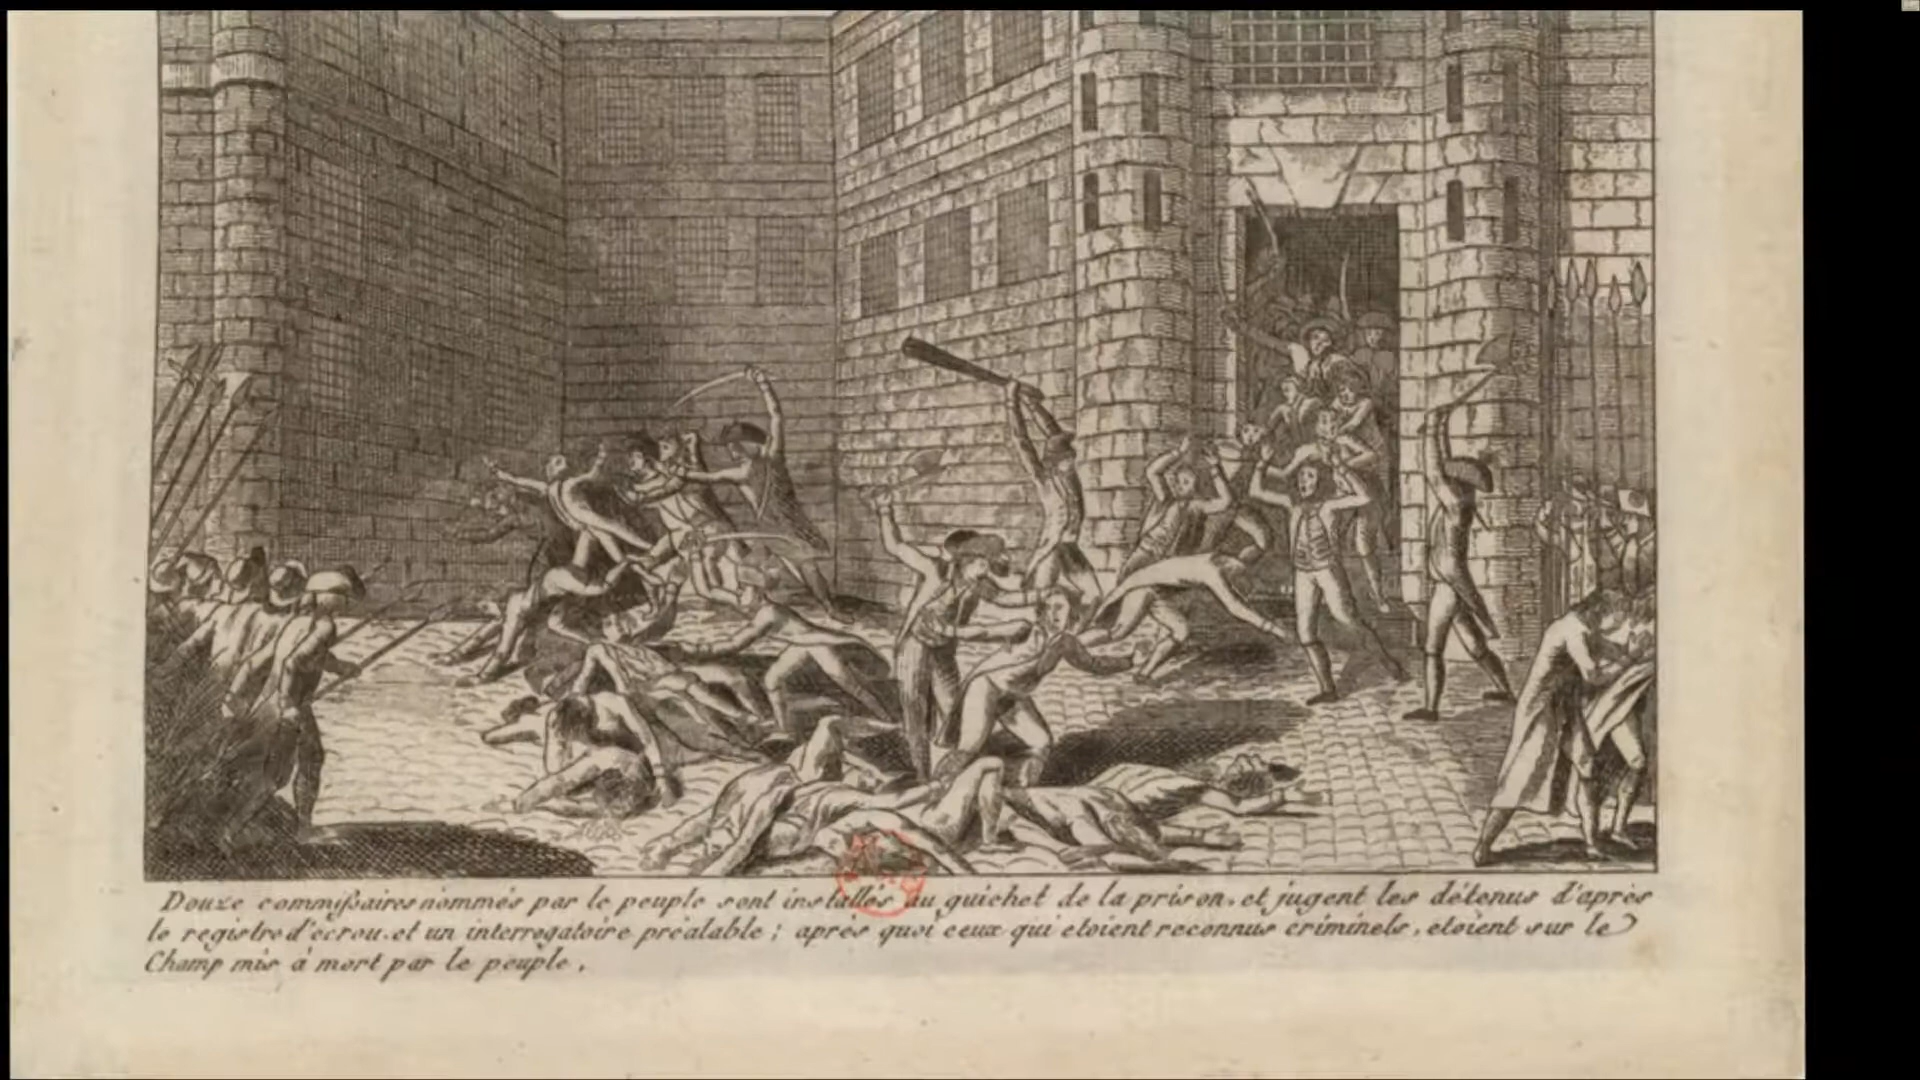 Douze commiſsaires nommés par le peuple sont installés au guichet de la prison, et jugent les détenus d'après
le registre d'écrou, et un interrogatoire préalable ; après quoi ceux qui etoient reconnus criminels, etoient sur le
Champ mis à mort par le peuple.